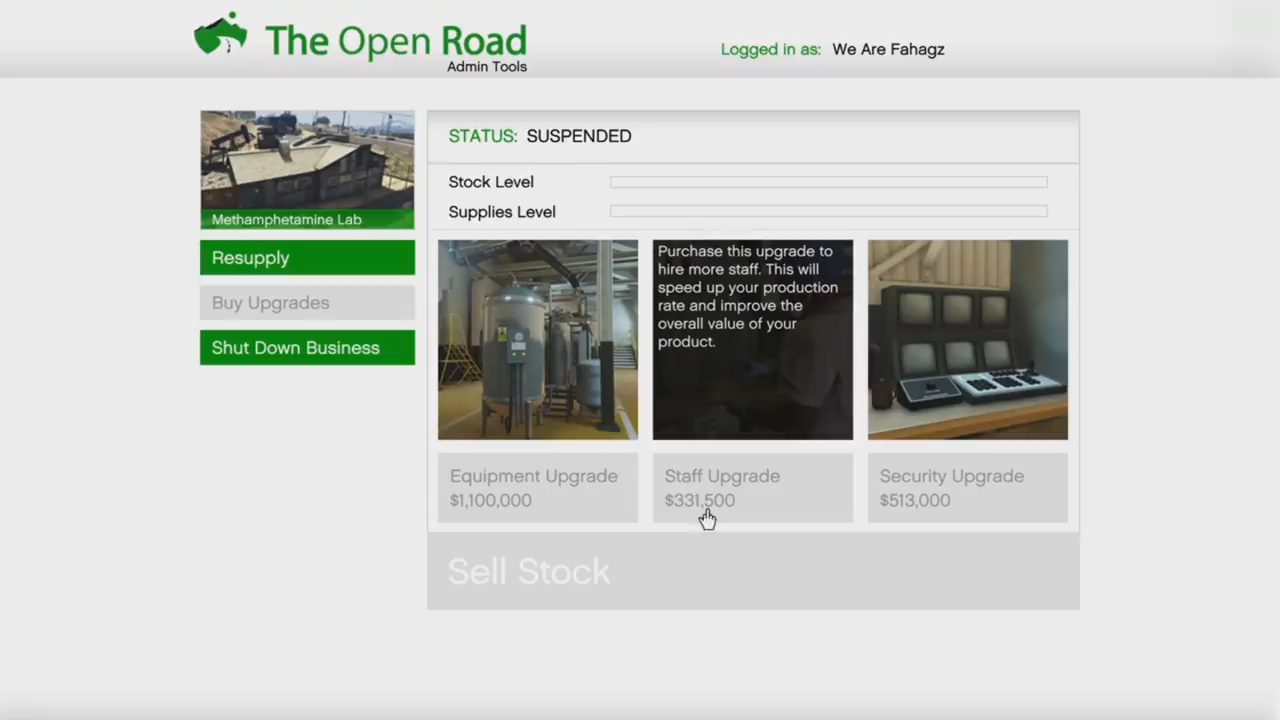 The Open Road
Admin Tools
Logged in as: We Are Fahagz
Methamphetamine Lab
Resupply
Buy Upgrades
Shut Down Business
STATUS: SUSPENDED
Stock Level
Supplies Level
Purchase this upgrade to
hire more staff. This will
speed up your production
rate and improve the
overall value of your
product.
Equipment Upgrade
$1,100,000
Staff Upgrade
$331,500
Security Upgrade
$513,000
Sell Stock